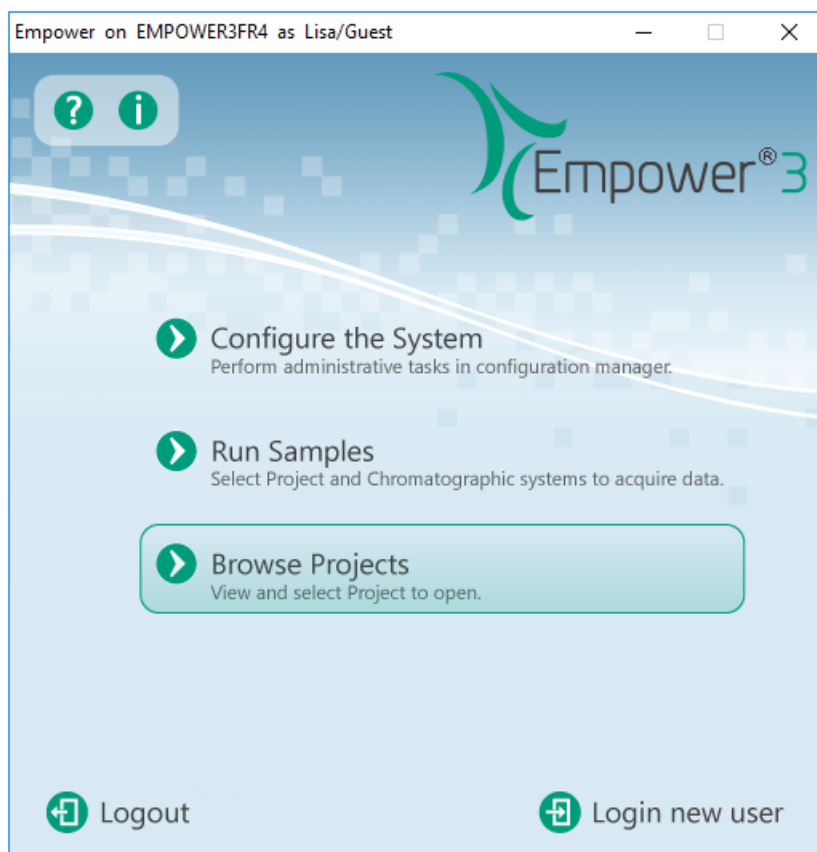 Empower on EMPOWER3FR4 as Lisa/Guest
? i
Empower®3
Configure the System
Perform administrative tasks in configuration manager.
Run Samples
Select Project and Chromatographic systems to acquire data.
Browse Projects
View and select Project to open.
Logout
Login new user